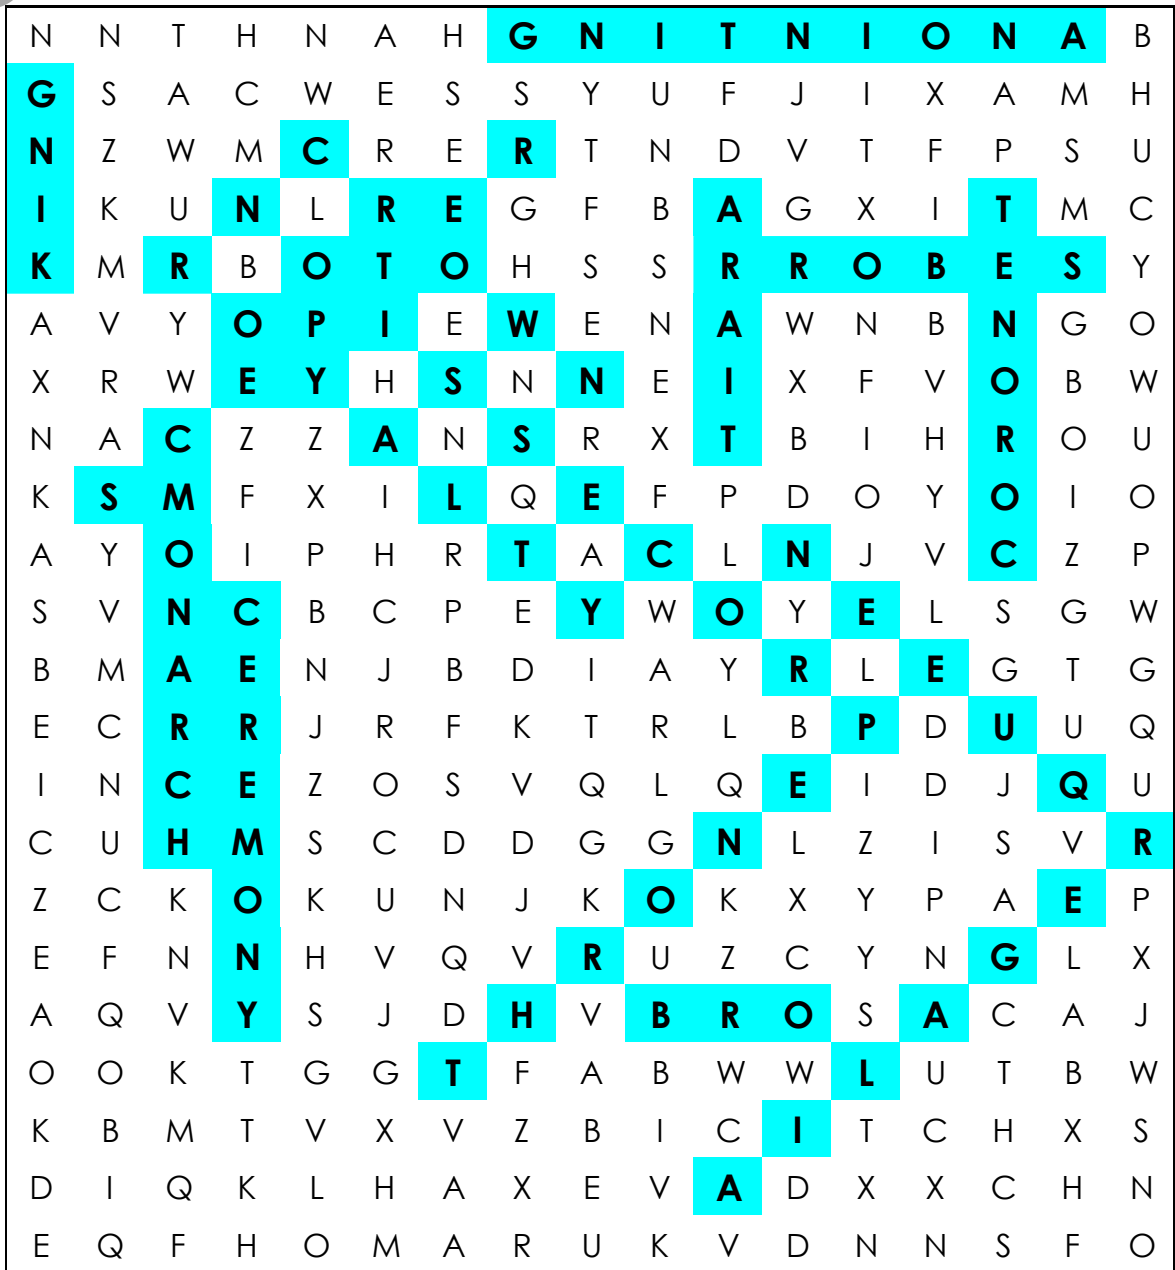 N N T H N A H G N I T N I O N A B
G S A C W E S S Y U F J I X A M H
N Z W M C R E R T N D V T F P S U
I K U N L R E G F B A G X I T M C
K M R B O T O H S S R R O B E S Y
A V Y O P I E W E N A W N B N G O
X R W E Y H S N N E I X F V O B W
N A C Z Z A N S R X T B I H R O U
K S M F X I L Q E F P D O Y O I O
A Y O I P H R T A C L N J V C Z P
S V N C B C P E Y W O Y E L S G W
B M A E N J B D I A Y R L E G T G
E C R R J R F K T R L B P D U U Q
I N C E Z O S V Q L Q E I D J Q U
C U H M S C D D G G N L Z I S V R
Z C K O K U N J K O K X Y P A E P
E F N N H V Q V R U Z C Y N G L X
A Q V Y S J D H V B R O S A C A J
O O K T G G T F A B W W L U T B W
K B M T V X V Z B I C I T C H X S
D I Q K L H A X E V A D X X C H N
E Q F H O M A R U K V D N N S F O